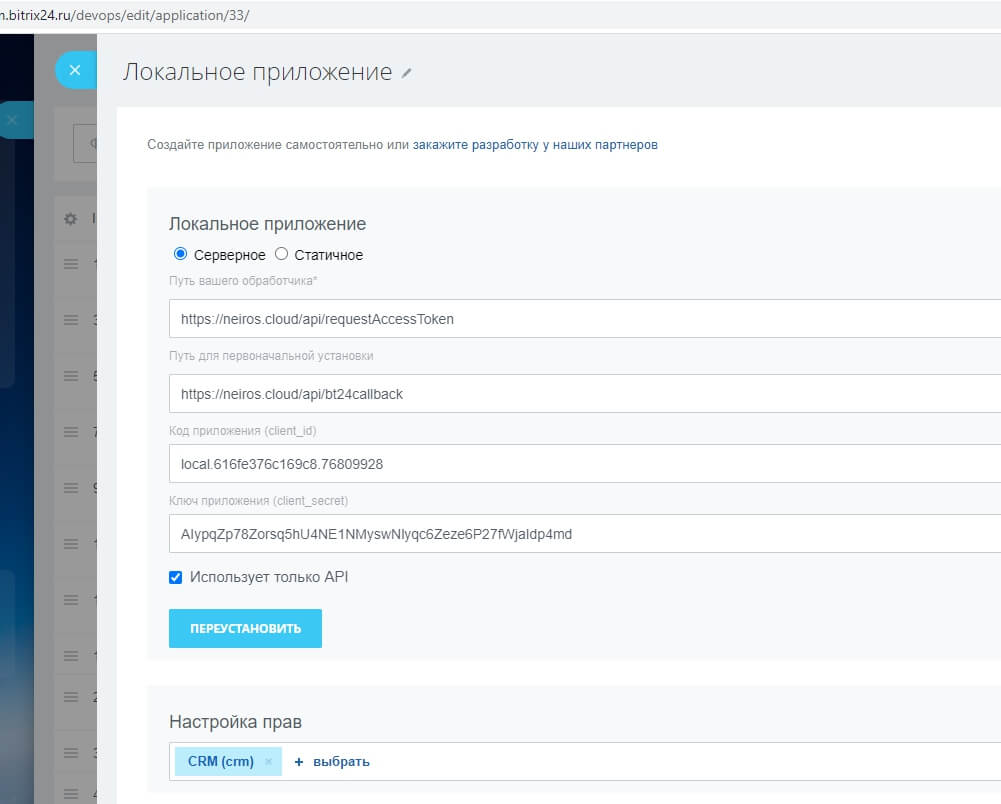 n.bitrix24.ru/devops/edit/application/33/
Локальное приложение
Создайте приложение самостоятельно или закажите разработку у наших партнеров
Локальное приложение
Серверное Статичное
Путь вашего обработчика*
https://neiros.cloud/api/requestAccessToken
Путь для первоначальной установки
https://neiros.cloud/api/bt24callback
Код приложения (client_id)
local.616fe376c169c8.76809928
Ключ приложения (client_secret)
AIypqZp78Zorsq5hU4NE1NMyswNlyqc6Zeze6P27fWjaIdp4md
Использует только API
ПЕРЕУСТАНОВИТЬ
Настройка прав
CRM (crm) × + выбрать